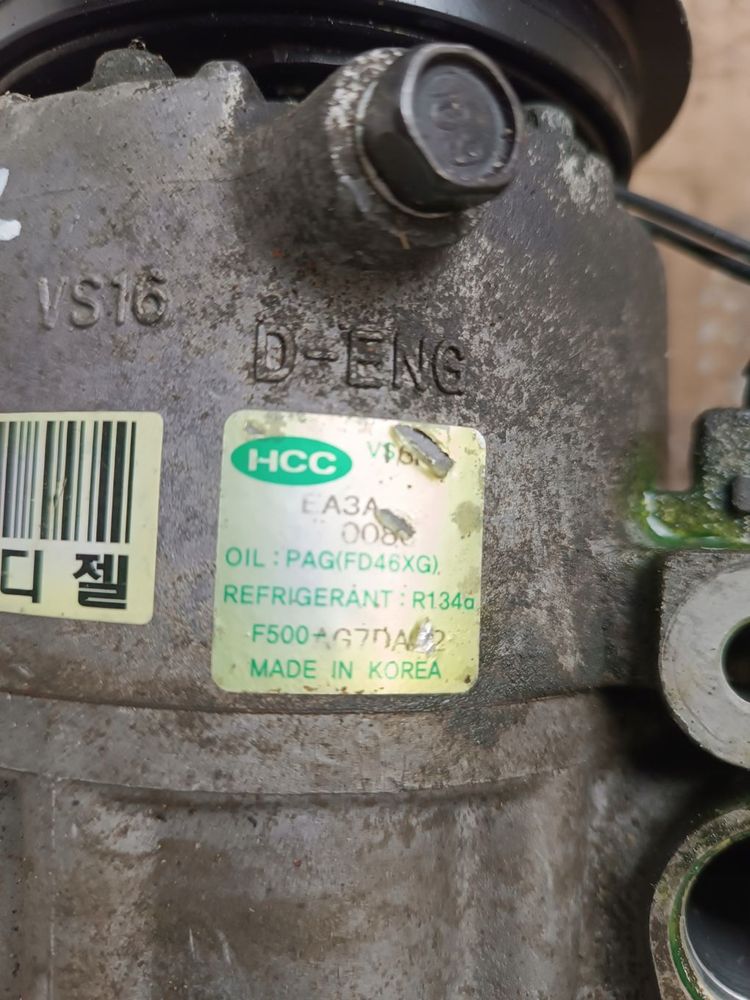 VS16
D-ENG
HCC
EA3A
OIL : PAG(FD46XG)
REFRIGERANT : R134a
MADE IN KOREA
디젤